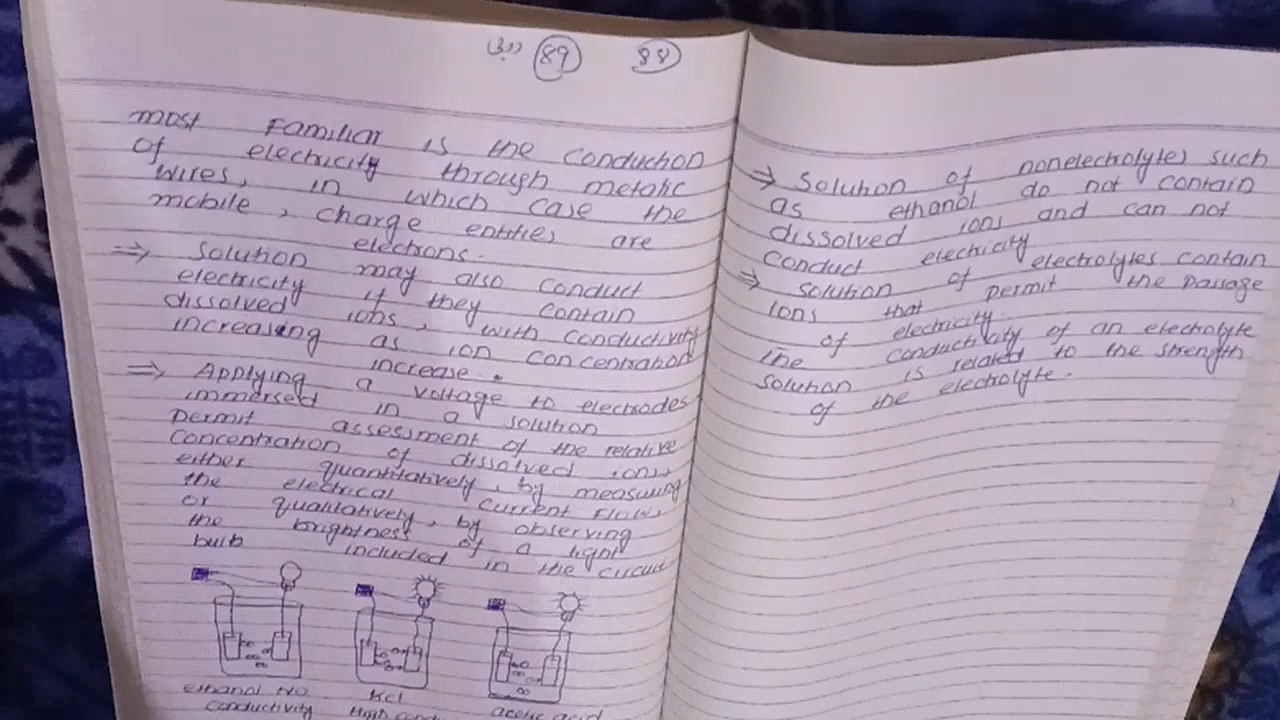 89 88
most Familiar is the conduction
of electricity through metalic
wires, in which case the
mobile, charge entities are
electrons.
⇒ Solution may also conduct
electricity if they contain
dissolved ions, with conductivity
increasing as ion concentration
increase.
⇒ Applying a voltage to electrodes
immersed in a solution
permit assessment of the relative
concentration of dissolved ions,
either quantitatively, by measuring
the electrical current flow,
or qualitatively, by observing
the brightness of a light
bulb included in the circuit
ethanol No
conductivity
KCl
High
acetic acid
⇒ Solution of nonelectrolytes such
as ethanol do not contain
dissolved ions and can not
conduct electricity
⇒ Solution of electrolytes contain
ions that permit the passage
of electricity.
The conductivity of an electrolyte
solution is related to the strength
of the electrolyte.